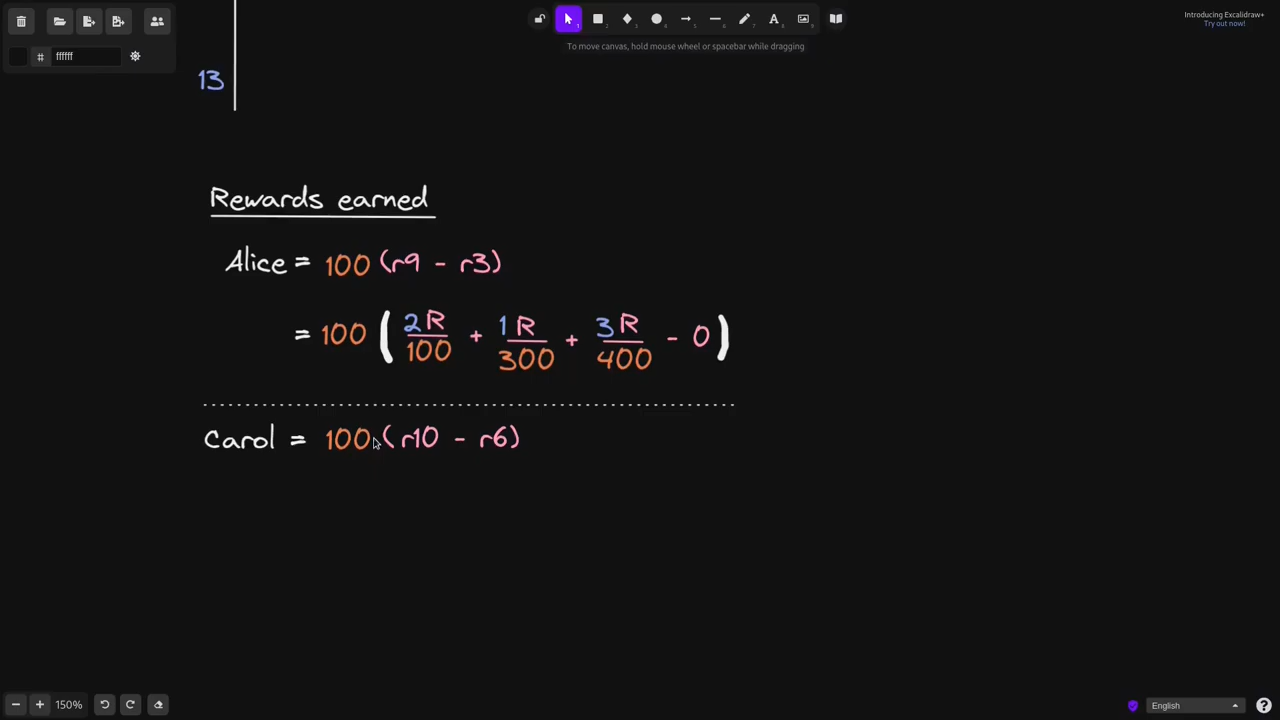 Introducing Excalidraw+
Try out now!
To move canvas, hold mouse wheel or spacebar while dragging
# ffffff
13
Rewards earned
Alice = 100 (r9 - r3)
= 100 ( 2R/100 + 1R/300 + 3R/400 - 0 )
Carol = 100 (r10 - r6)
150%
English